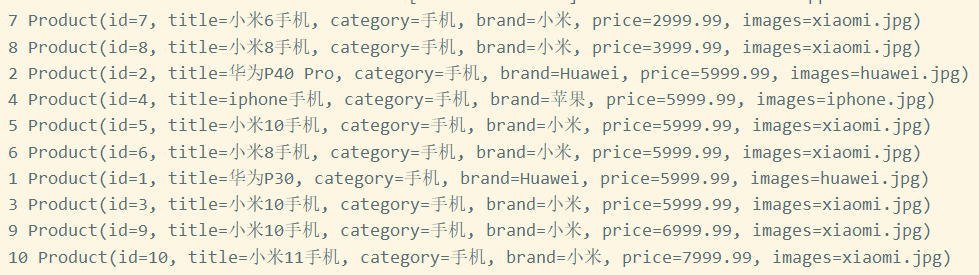 7 Product(id=7, title=小米6手机, category=手机, brand=小米, price=2999.99, images=xiaomi.jpg)
8 Product(id=8, title=小米8手机, category=手机, brand=小米, price=3999.99, images=xiaomi.jpg)
2 Product(id=2, title=华为P40 Pro, category=手机, brand=Huawei, price=5999.99, images=huawei.jpg)
4 Product(id=4, title=iphone手机, category=手机, brand=苹果, price=5999.99, images=iphone.jpg)
5 Product(id=5, title=小米10手机, category=手机, brand=小米, price=5999.99, images=xiaomi.jpg)
6 Product(id=6, title=小米8手机, category=手机, brand=小米, price=5999.99, images=xiaomi.jpg)
1 Product(id=1, title=华为P30, category=手机, brand=Huawei, price=5999.99, images=huawei.jpg)
3 Product(id=3, title=小米10手机, category=手机, brand=小米, price=5999.99, images=xiaomi.jpg)
9 Product(id=9, title=小米10手机, category=手机, brand=小米, price=6999.99, images=xiaomi.jpg)
10 Product(id=10, title=小米11手机, category=手机, brand=小米, price=7999.99, images=xiaomi.jpg)